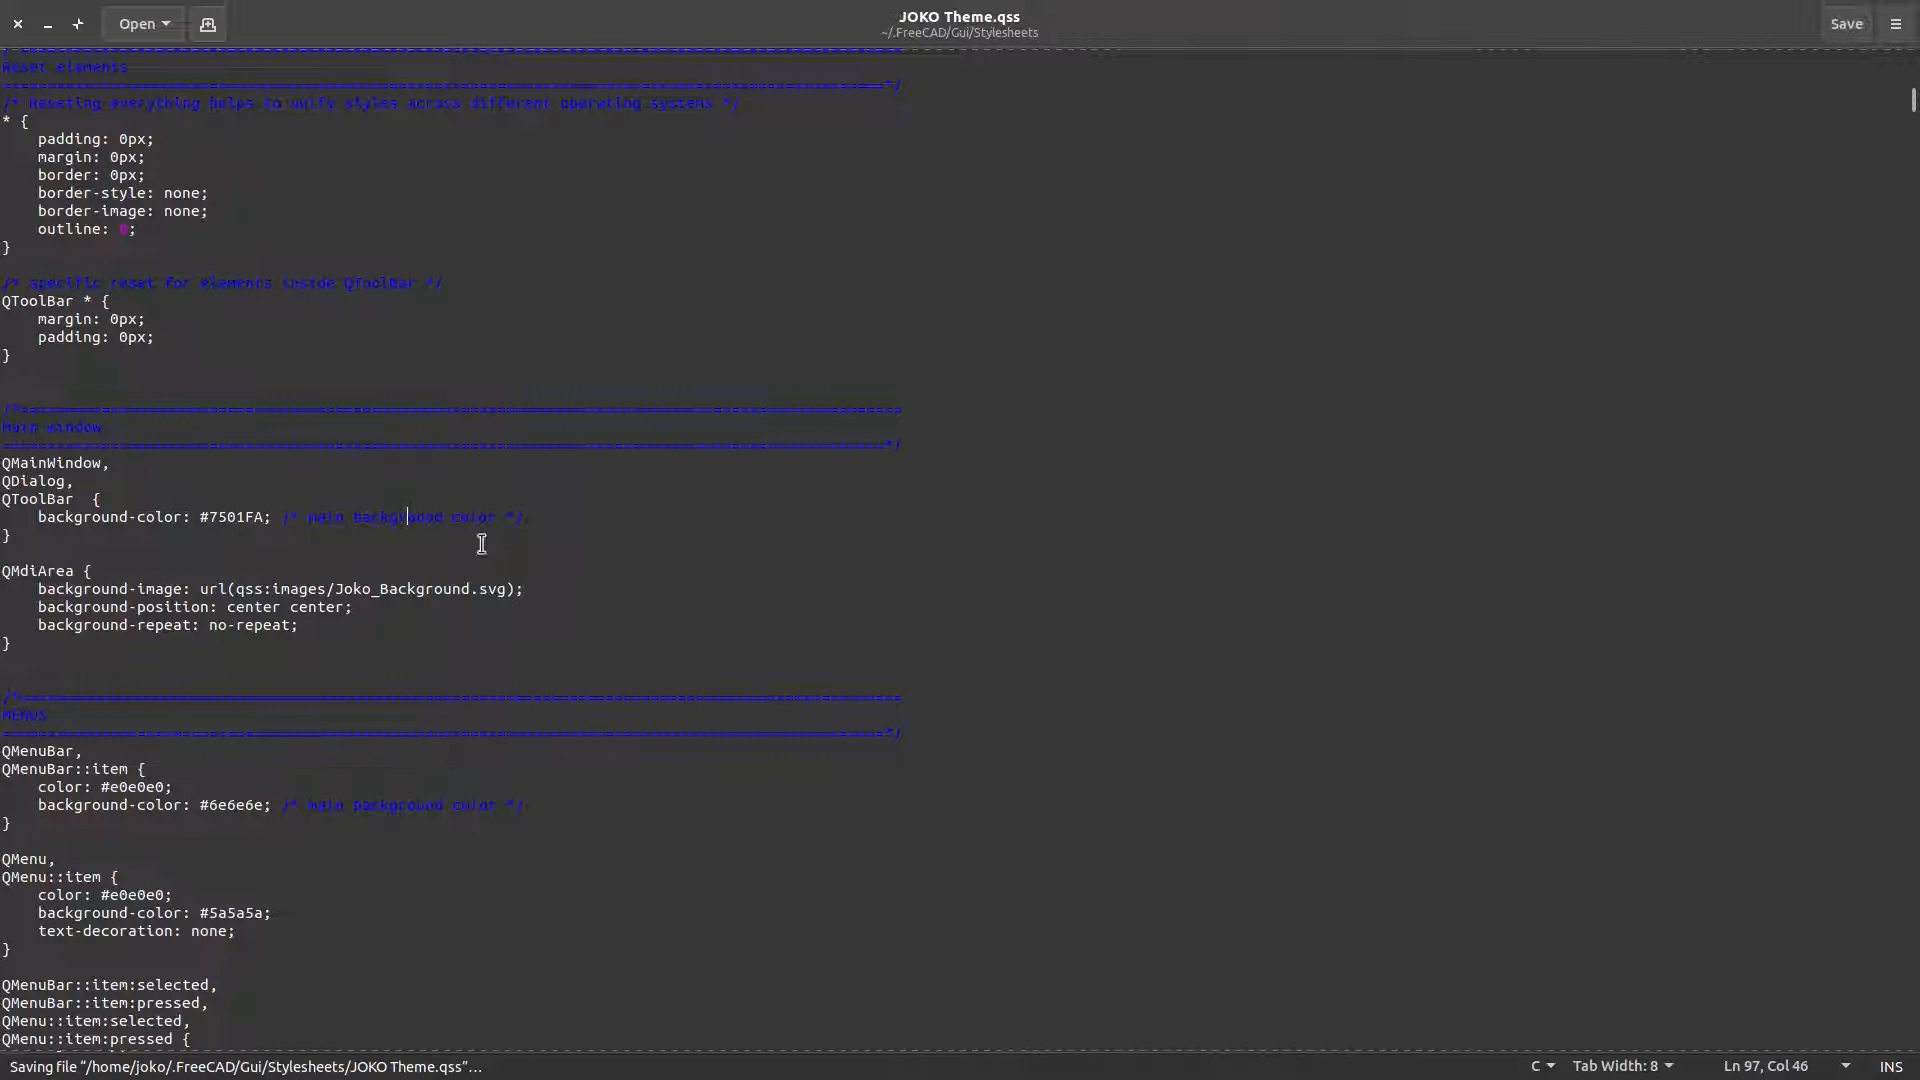 Open
JOKO Theme.qss
~/.FreeCAD/Gui/Stylesheets
Save
Reset elements
==================================================================================================*/
/* Reseting everything helps to unify styles across different operating systems */
* {
    padding: 0px;
    margin: 0px;
    border: 0px;
    border-style: none;
    border-image: none;
    outline: 0;
}
/* specific reset for elements inside QToolBar */
QToolBar * {
    margin: 0px;
    padding: 0px;
}
/*==================================================================================================
Main window
==================================================================================================*/
QMainWindow,
QDialog,
QToolBar  {
    background-color: #7501FA; /* main background color */
}
QMdiArea {
    background-image: url(qss:images/Joko_Background.svg);
    background-position: center center;
    background-repeat: no-repeat;
}
/*==================================================================================================
MENUS
==================================================================================================*/
QMenuBar,
QMenuBar::item {
    color: #e0e0e0;
    background-color: #6e6e6e; /* main background color */
}
QMenu,
QMenu::item {
    color: #e0e0e0;
    background-color: #5a5a5a;
    text-decoration: none;
}
QMenuBar::item:selected,
QMenuBar::item:pressed,
QMenu::item:selected,
QMenu::item:pressed {
Saving file “/home/joko/.FreeCAD/Gui/Stylesheets/JOKO Theme.qss”…
C
Tab Width: 8
Ln 97, Col 46
INS